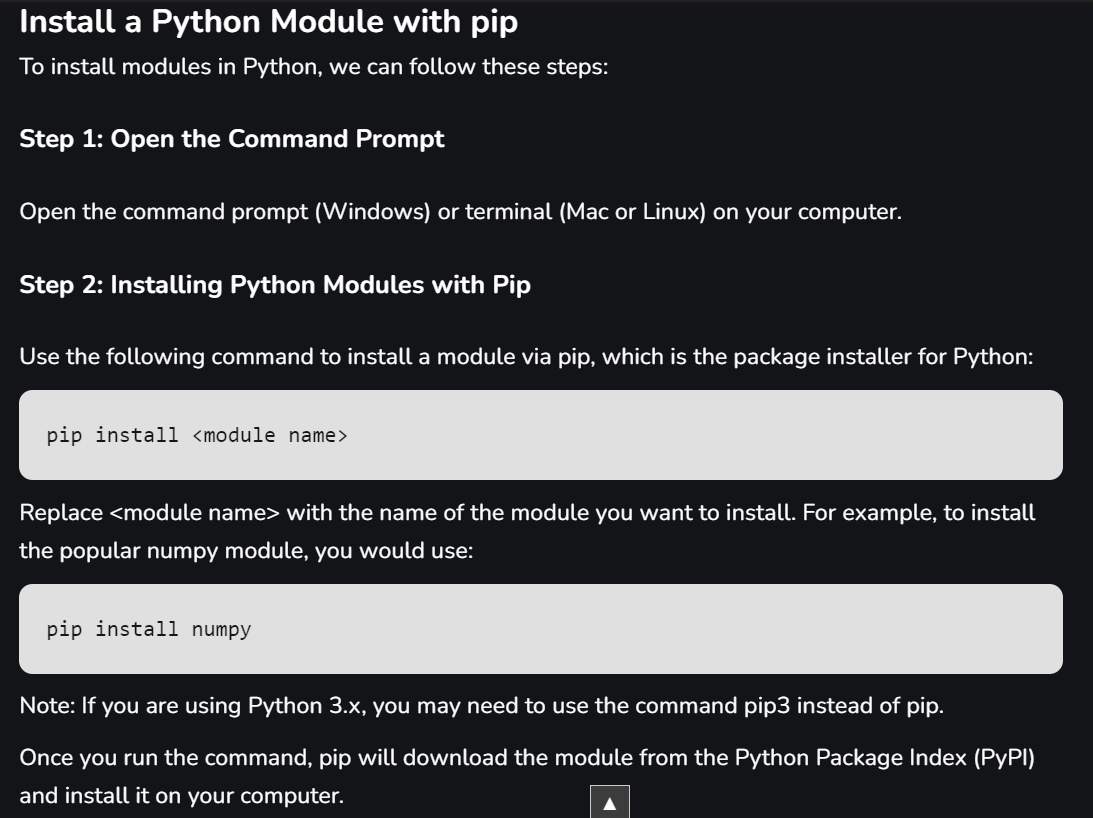 Install a Python Module with pip
To install modules in Python, we can follow these steps:
Step 1: Open the Command Prompt
Open the command prompt (Windows) or terminal (Mac or Linux) on your computer.
Step 2: Installing Python Modules with Pip
Use the following command to install a module via pip, which is the package installer for Python:
pip install <module name>
Replace <module name> with the name of the module you want to install. For example, to install
the popular numpy module, you would use:
pip install numpy
Note: If you are using Python 3.x, you may need to use the command pip3 instead of pip.
Once you run the command, pip will download the module from the Python Package Index (PyPI)
and install it on your computer.